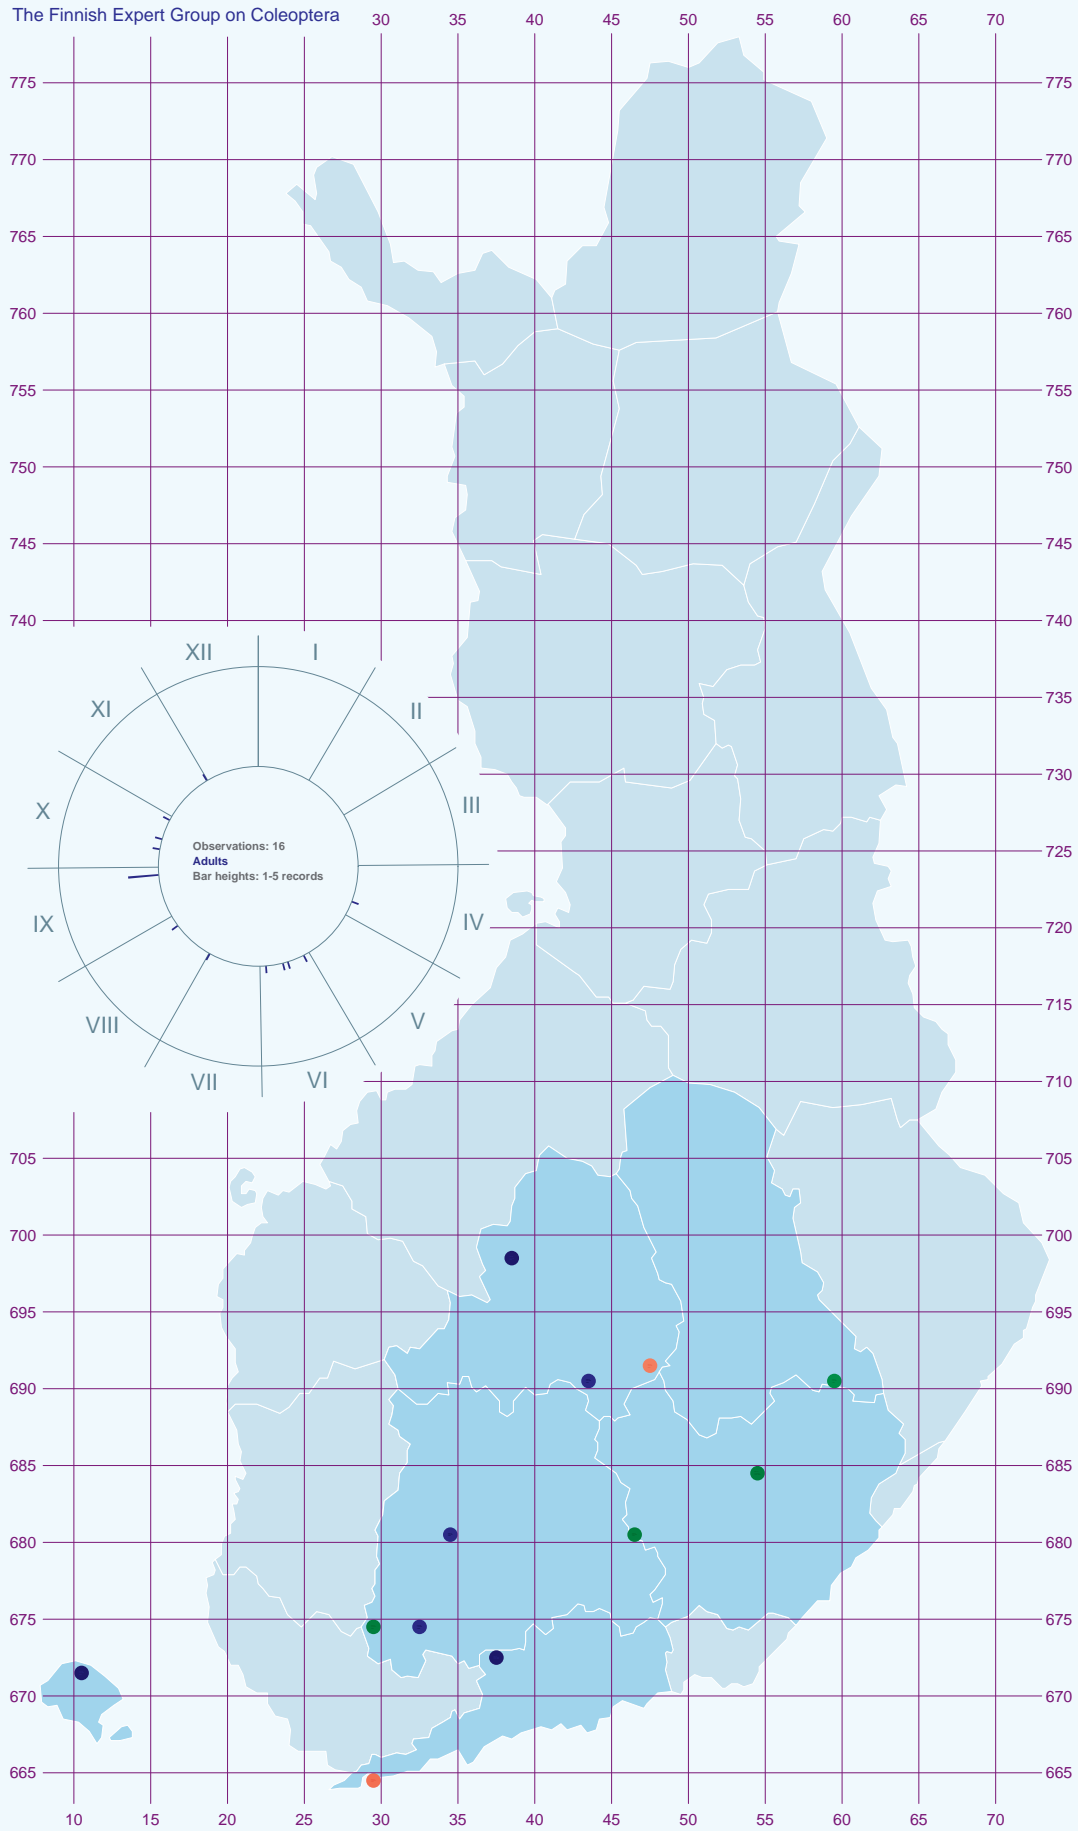 The Finnish Expert Group on Coleoptera
30 35 40 45 50 55 60 65 70
775 775
770 770
765 765
760 760
755 755
750 750
745 745
740 740
XII I
735
XI II
730
X III
Observations: 16
Adults
Bar heights: 1-5 records
725
IX IV
720
VIII V
715
VII VI
710
705 705
700 700
695 695
690 690
685 685
680 680
675 675
670 670
665 665
10 15 20 25 30 35 40 45 50 55 60 65 70